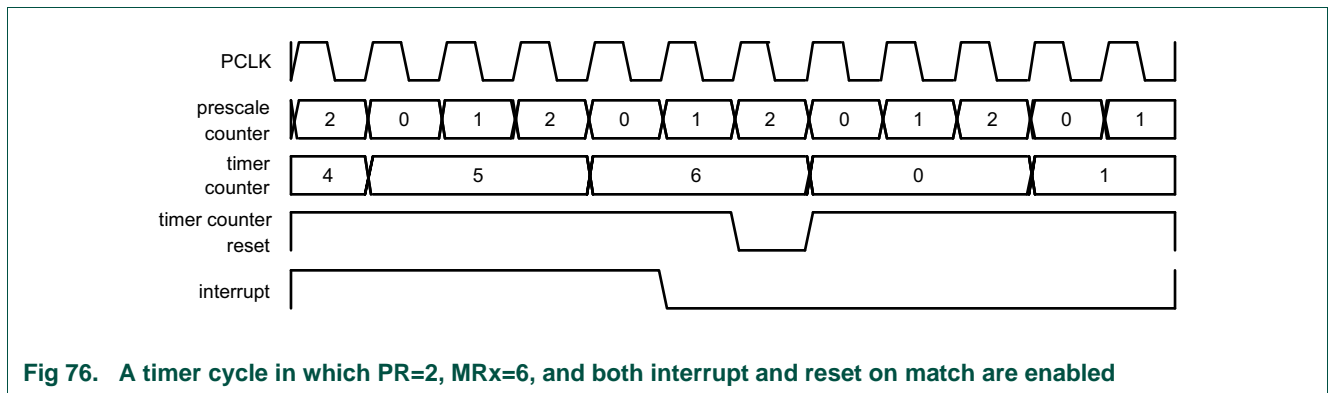 PCLK
prescale
counter
2 0 1 2 0 1 2 0 1 2 0 1
timer
counter
4 5 6 0 1
timer counter
reset
interrupt
Fig 76. A timer cycle in which PR=2, MRx=6, and both interrupt and reset on match are enabled